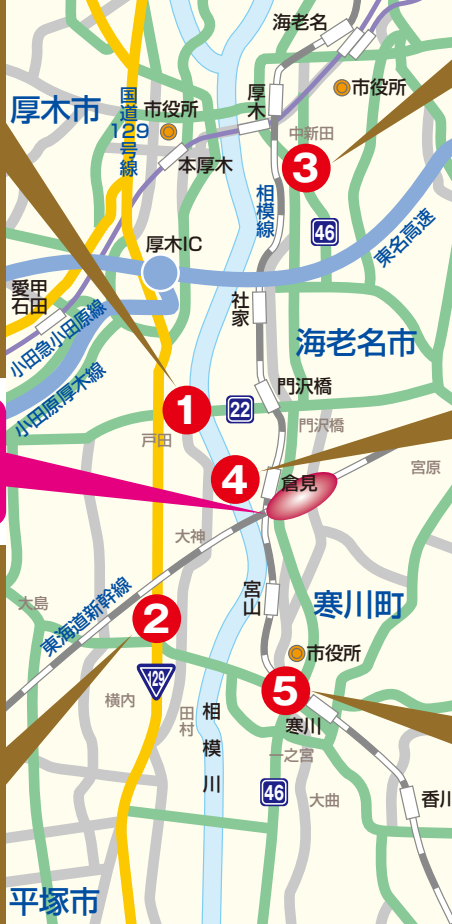 海老名
市役所
厚木市
国道129号線
市役所
厚木
中新田
本厚木
3
相模線
46
東名高速
厚木IC
愛甲石田
社家
小田急小田原線
海老名市
小田原厚木線
門沢橋
1
22
戸田
門沢橋
4
倉見
宮原
大神
宮山
大島
東海道新幹線
2
寒川町
市役所
129
5
横内
田村
相模川
寒川
一之宮
46
大曲
香川
平塚市